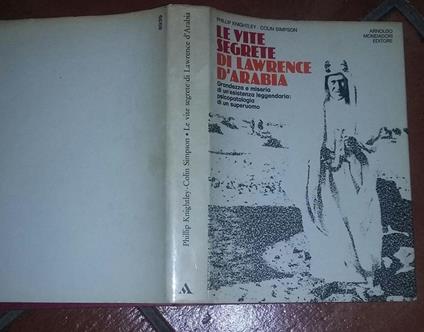 PHILLIP KNIGHTLEY - COLIN SIMPSON
LE VITE
SEGRETE
DI LAWRENCE
D'ARABIA
Grandezza e miseria
di un'esistenza leggendaria:
psicopatologia
di un superuomo
ARNOLDO
MONDADORI
EDITORE
Phillip Knightley-Colin Simpson • Le vite segrete di Lawrence d'Arabia